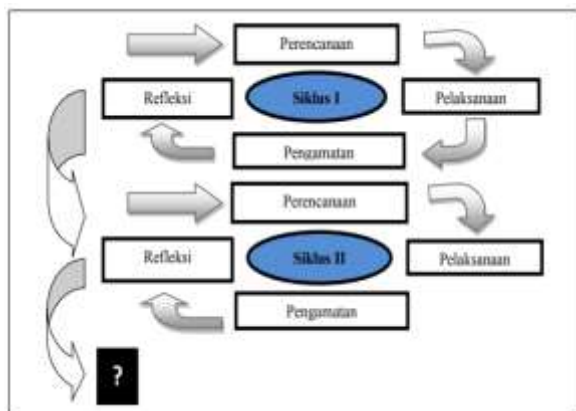 Perencanaan
Refleksi
Siklus I
Pelaksanaan
Pengamatan
Perencanaan
Refleksi
Siklus II
Pelaksanaan
Pengamatan
?